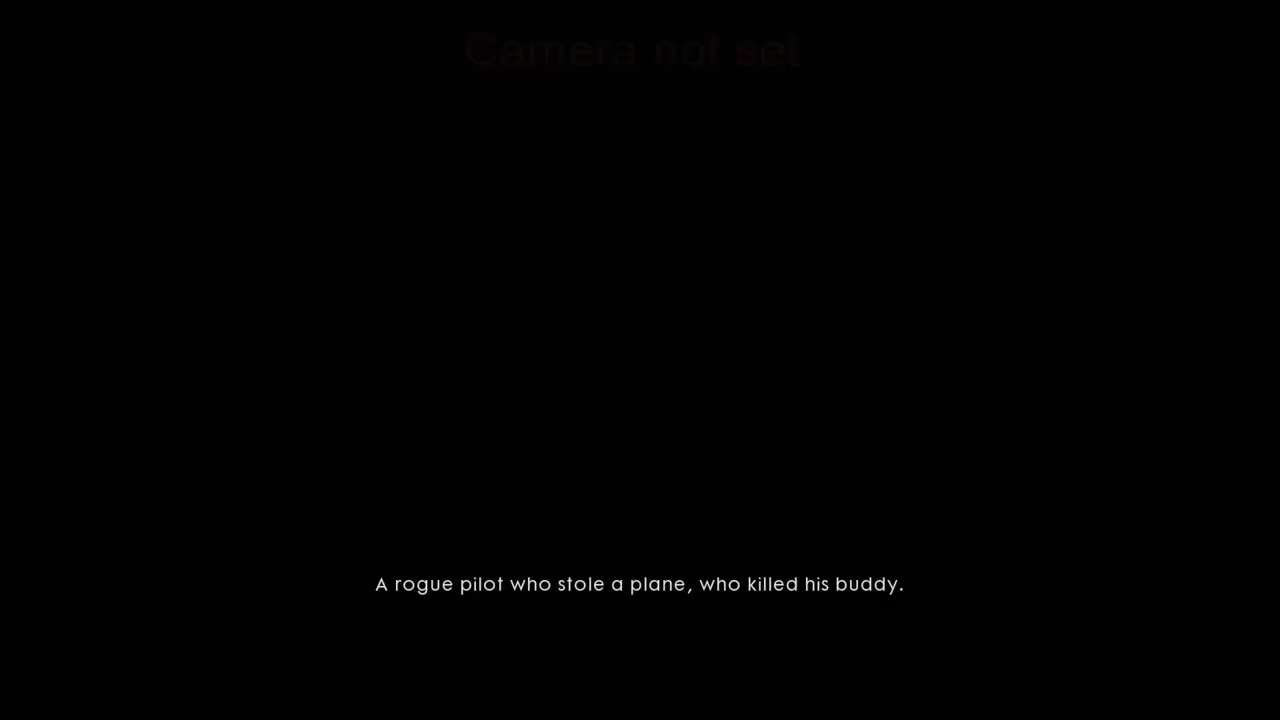 Camera not set
A rogue pilot who stole a plane, who killed his buddy.